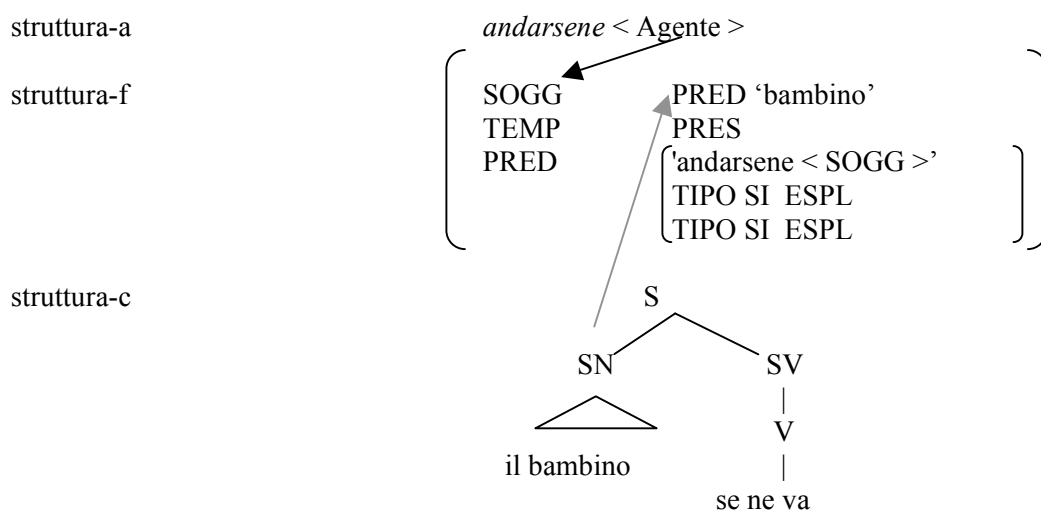 struttura-a andarsene < Agente >
struttura-f SOGG PRED ‘bambino’
TEMP PRES
PRED 'andarsene < SOGG >’
TIPO SI ESPL
TIPO SI ESPL
struttura-c S
SN SV
V
il bambino
se ne va